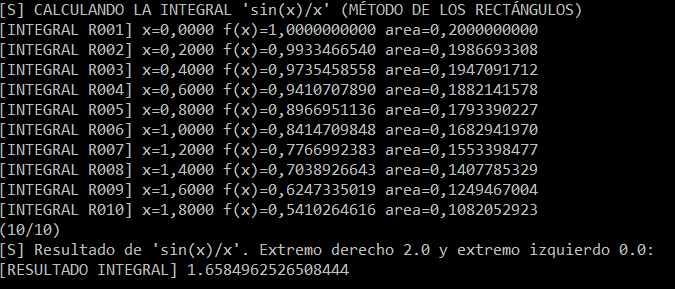 [S] CALCULANDO LA INTEGRAL 'sin(x)/x' (MÉTODO DE LOS RECTÁNGULOS)
[INTEGRAL R001] x=0,0000 f(x)=1,0000000000 area=0,2000000000
[INTEGRAL R002] x=0,2000 f(x)=0,9933466540 area=0,1986693308
[INTEGRAL R003] x=0,4000 f(x)=0,9735458558 area=0,1947091712
[INTEGRAL R004] x=0,6000 f(x)=0,9410707890 area=0,1882141578
[INTEGRAL R005] x=0,8000 f(x)=0,8966951136 area=0,1793390227
[INTEGRAL R006] x=1,0000 f(x)=0,8414709848 area=0,1682941970
[INTEGRAL R007] x=1,2000 f(x)=0,7766992383 area=0,1553398477
[INTEGRAL R008] x=1,4000 f(x)=0,7038926643 area=0,1407785329
[INTEGRAL R009] x=1,6000 f(x)=0,6247335019 area=0,1249467004
[INTEGRAL R010] x=1,8000 f(x)=0,5410264616 area=0,1082052923
(10/10)
[S] Resultado de 'sin(x)/x'. Extremo derecho 2.0 y extremo izquierdo 0.0:
[RESULTADO INTEGRAL] 1.6584962526508444